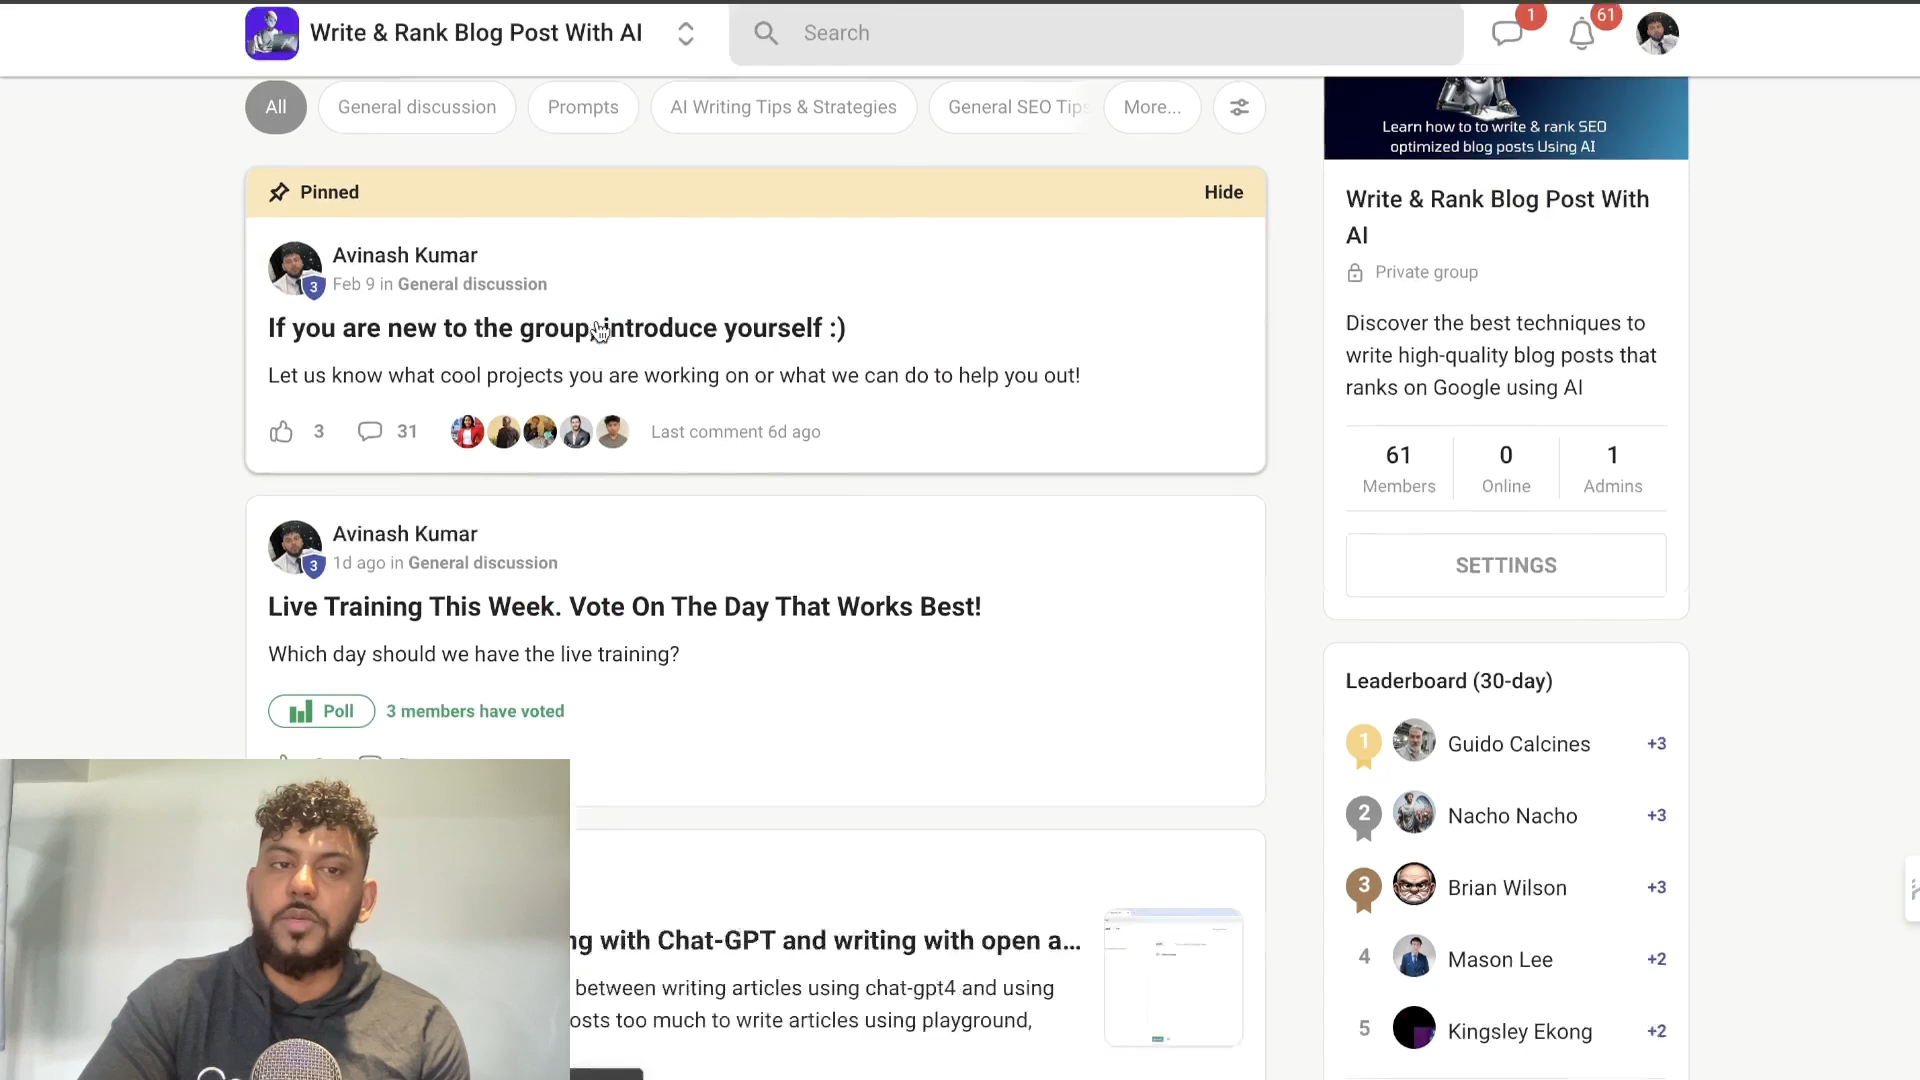 Write & Rank Blog Post With AI
Search
1
61
All
General discussion
Prompts
AI Writing Tips & Strategies
General SEO Tips
More...
Learn how to to write & rank SEO
optimized blog posts Using AI
Pinned
Hide
Avinash Kumar
3
Feb 9 in General discussion
If you are new to the group, introduce yourself :)
Let us know what cool projects you are working on or what we can do to help you out!
3
31
Last comment 6d ago
Write & Rank Blog Post With
AI
Private group
Discover the best techniques to
write high-quality blog posts that
ranks on Google using AI
61
Members
0
Online
1
Admins
SETTINGS
Avinash Kumar
3
1d ago in General discussion
Live Training This Week. Vote On The Day That Works Best!
Which day should we have the live training?
Poll
3 members have voted
ng with Chat-GPT and writing with open a...
between writing articles using chat-gpt4 and using
osts too much to write articles using playground,
Leaderboard (30-day)
1
Guido Calcines
+3
2
Nacho Nacho
+3
3
Brian Wilson
+3
4
Mason Lee
+2
5
Kingsley Ekong
+2